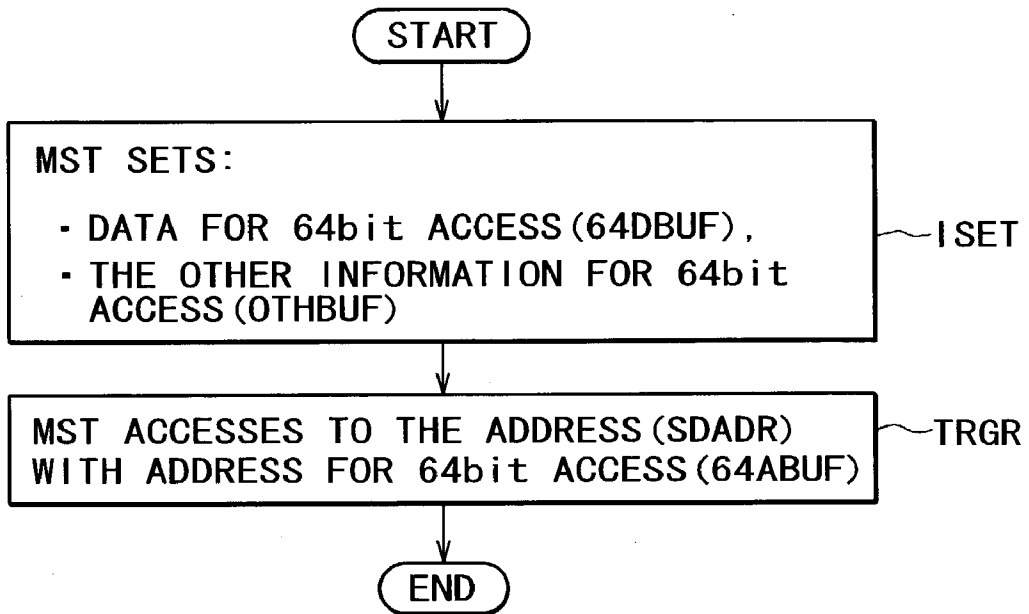 START
MST SETS:
· DATA FOR 64bit ACCESS(64DBUF),
· THE OTHER INFORMATION FOR 64bit
ACCESS(OTHBUF)
ISET
MST ACCESSES TO THE ADDRESS(SDADR)
WITH ADDRESS FOR 64bit ACCESS(64ABUF)
TRGR
END